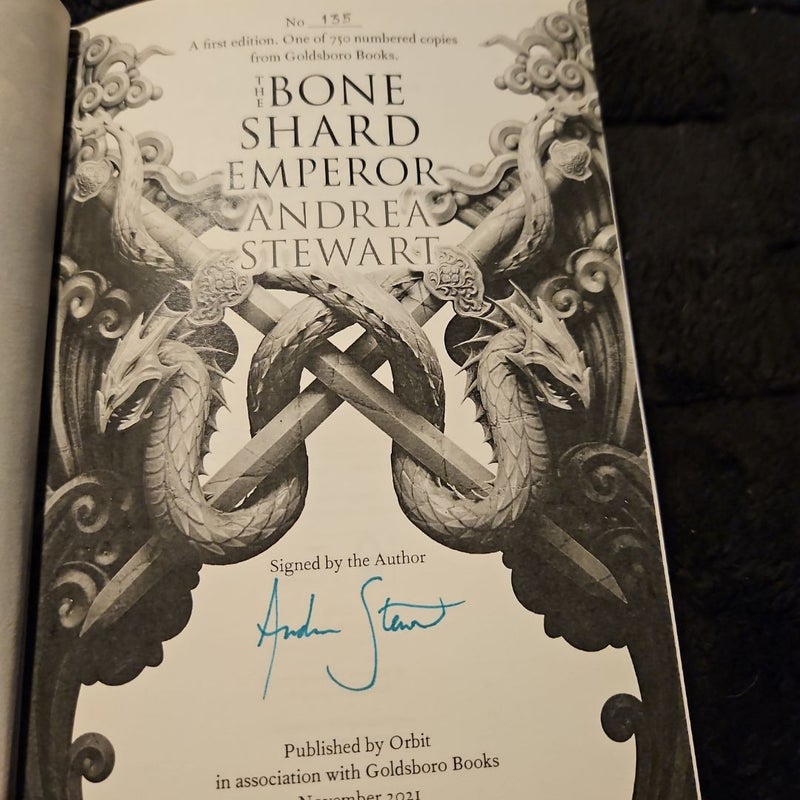 No 135
A first edition. One of 750 numbered copies
from Goldsboro Books.
THE BONE
SHARD
EMPEROR
ANDREA
STEWART
Signed by the Author
Andrea Stewart
Published by Orbit
in association with Goldsboro Books
November 2021